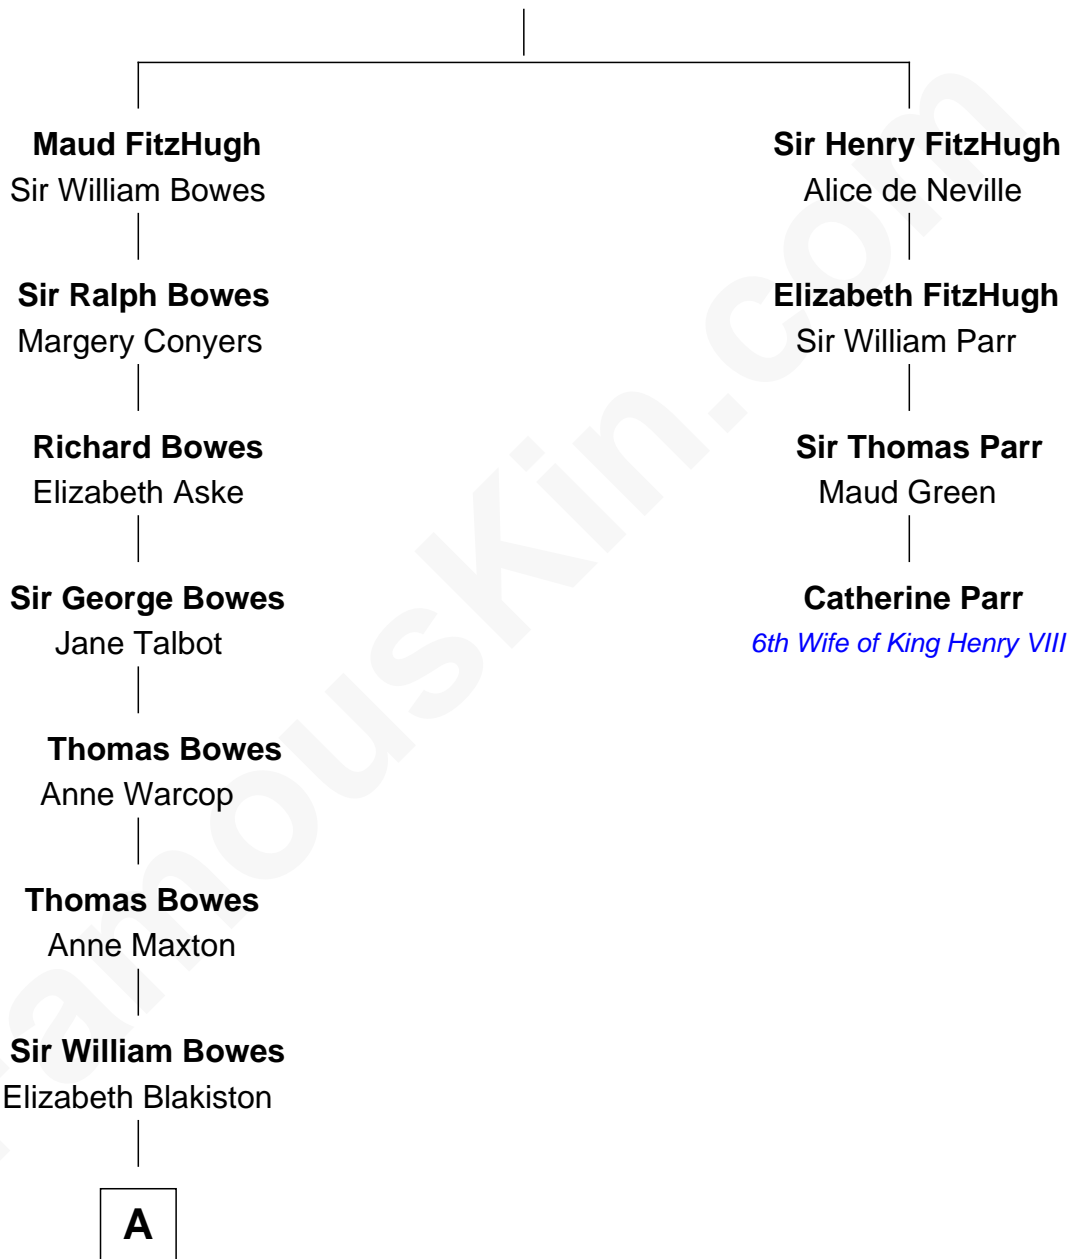 Maud FitzHugh
Sir William Bowes
Sir Henry FitzHugh
Alice de Neville
Sir Ralph Bowes
Margery Conyers
Elizabeth FitzHugh
Sir William Parr
Richard Bowes
Elizabeth Aske
Sir Thomas Parr
Maud Green
Sir George Bowes
Jane Talbot
Catherine Parr
6th Wife of King Henry VIII
Thomas Bowes
Anne Warcop
Thomas Bowes
Anne Maxton
Sir William Bowes
Elizabeth Blakiston
A
famouskin.com